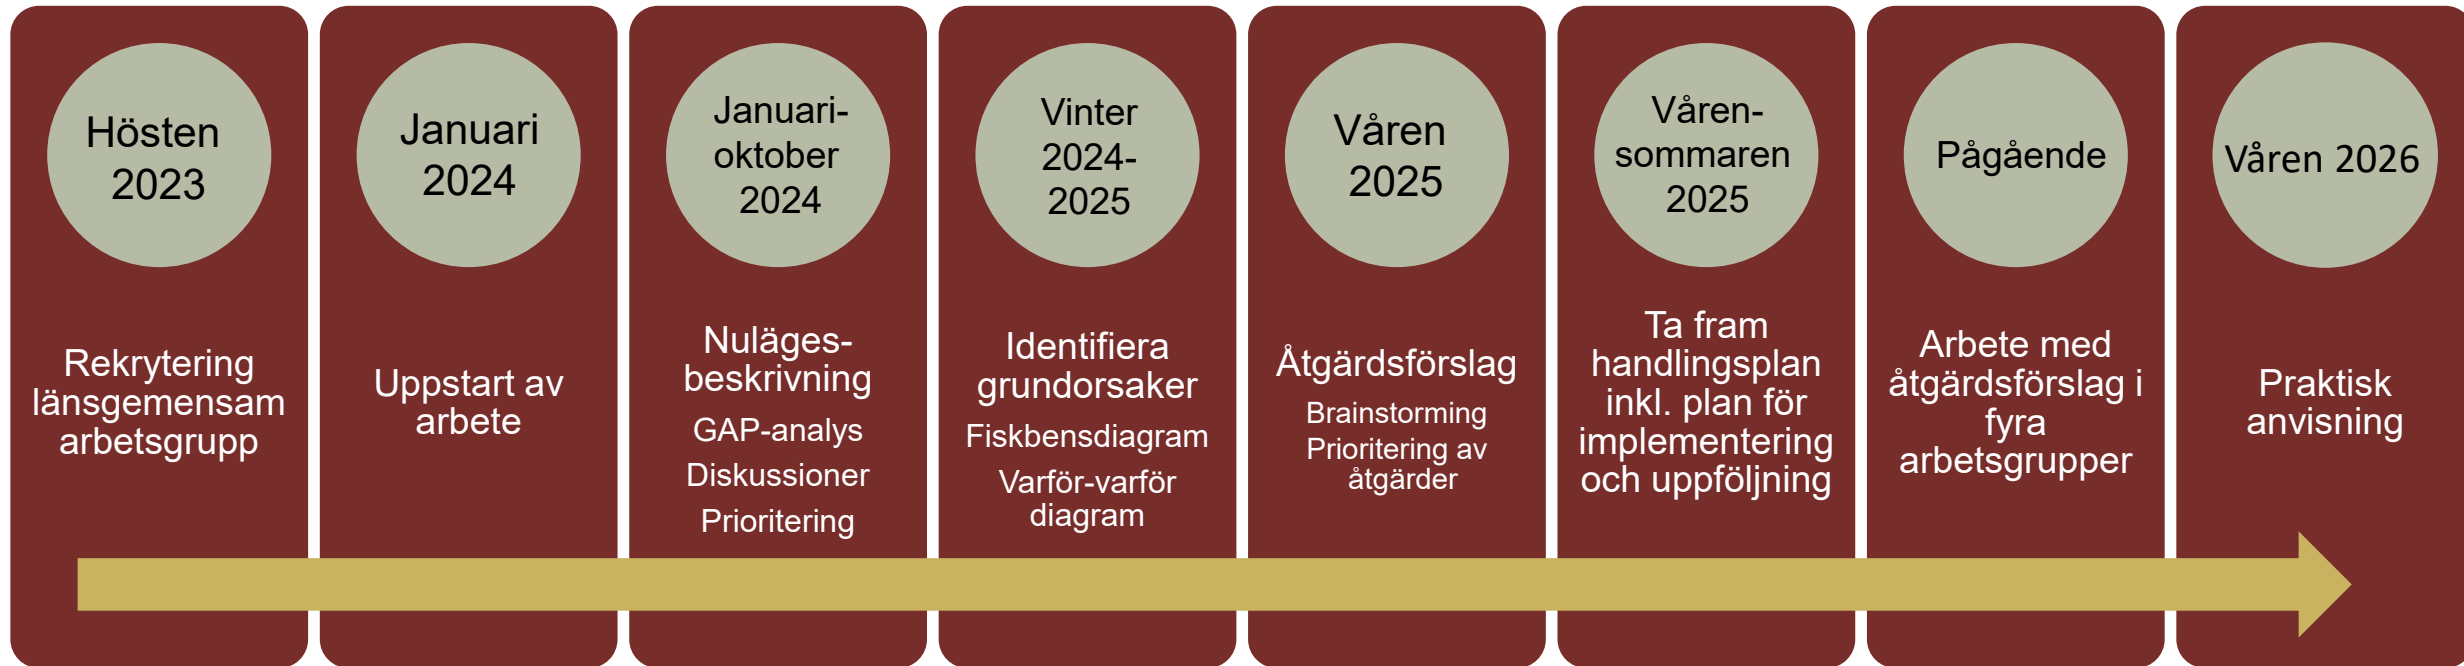 Hösten
2023
Rekrytering
länsgemensam
arbetsgrupp
Januari
2024
Uppstart av
arbete
Januari-
oktober
2024
Nuläges-
beskrivning
GAP-analys
Diskussioner
Prioritering
Vinter
2024-
2025
Identifiera
grundorsaker
Fiskbensdiagram
Varför-varför
diagram
Våren
2025
Åtgärdsförslag
Brainstorming
Prioritering av
åtgärder
Våren-
sommaren
2025
Ta fram
handlingsplan
inkl. plan för
implementering
och uppföljning
Pågående
Arbete med
åtgärdsförslag i
fyra
arbetsgrupper
Våren 2026
Praktisk
anvisning